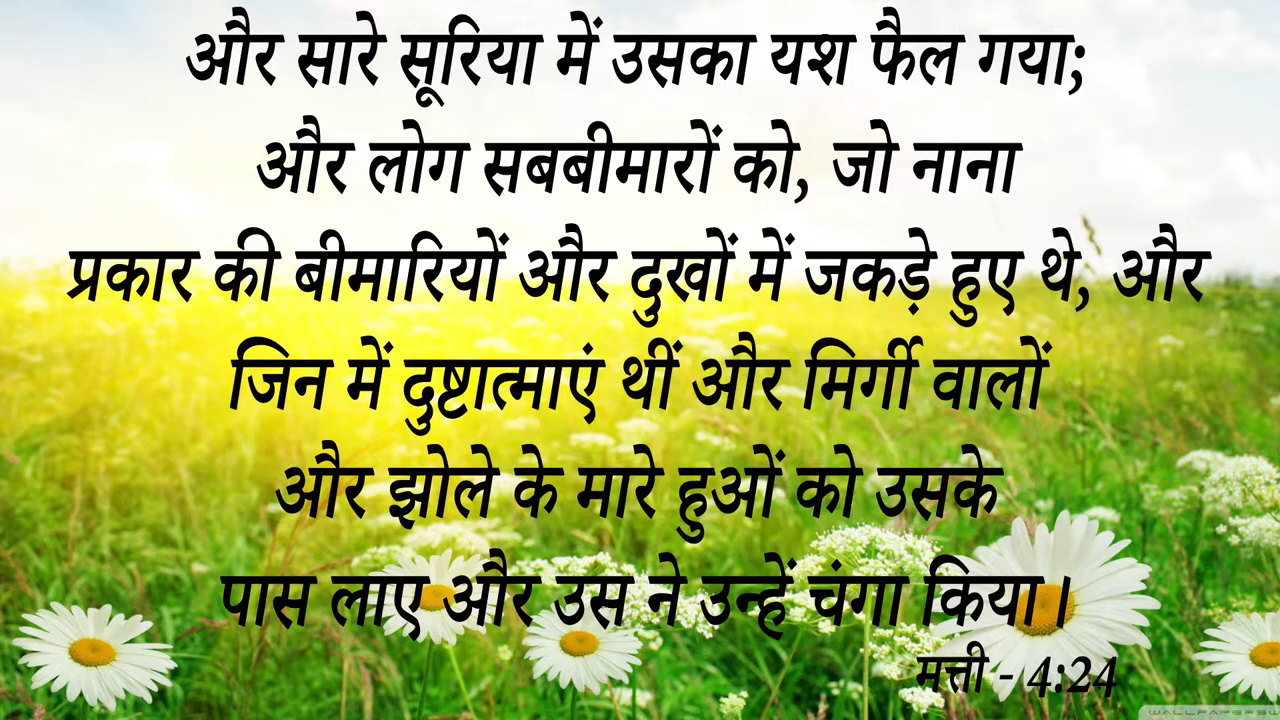 और सारे सूरिया में उसका यश फैल गया;
और लोग सबबीमारों को, जो नाना
प्रकार की बीमारियों और दुखों में जकड़े हुए थे, और
जिन में दुष्टात्माएं थीं और मिर्गी वालों
और झोले के मारे हुओं को उसके
पास लाए और उस ने उन्हें चंगा किया।
मत्ती - 4:24